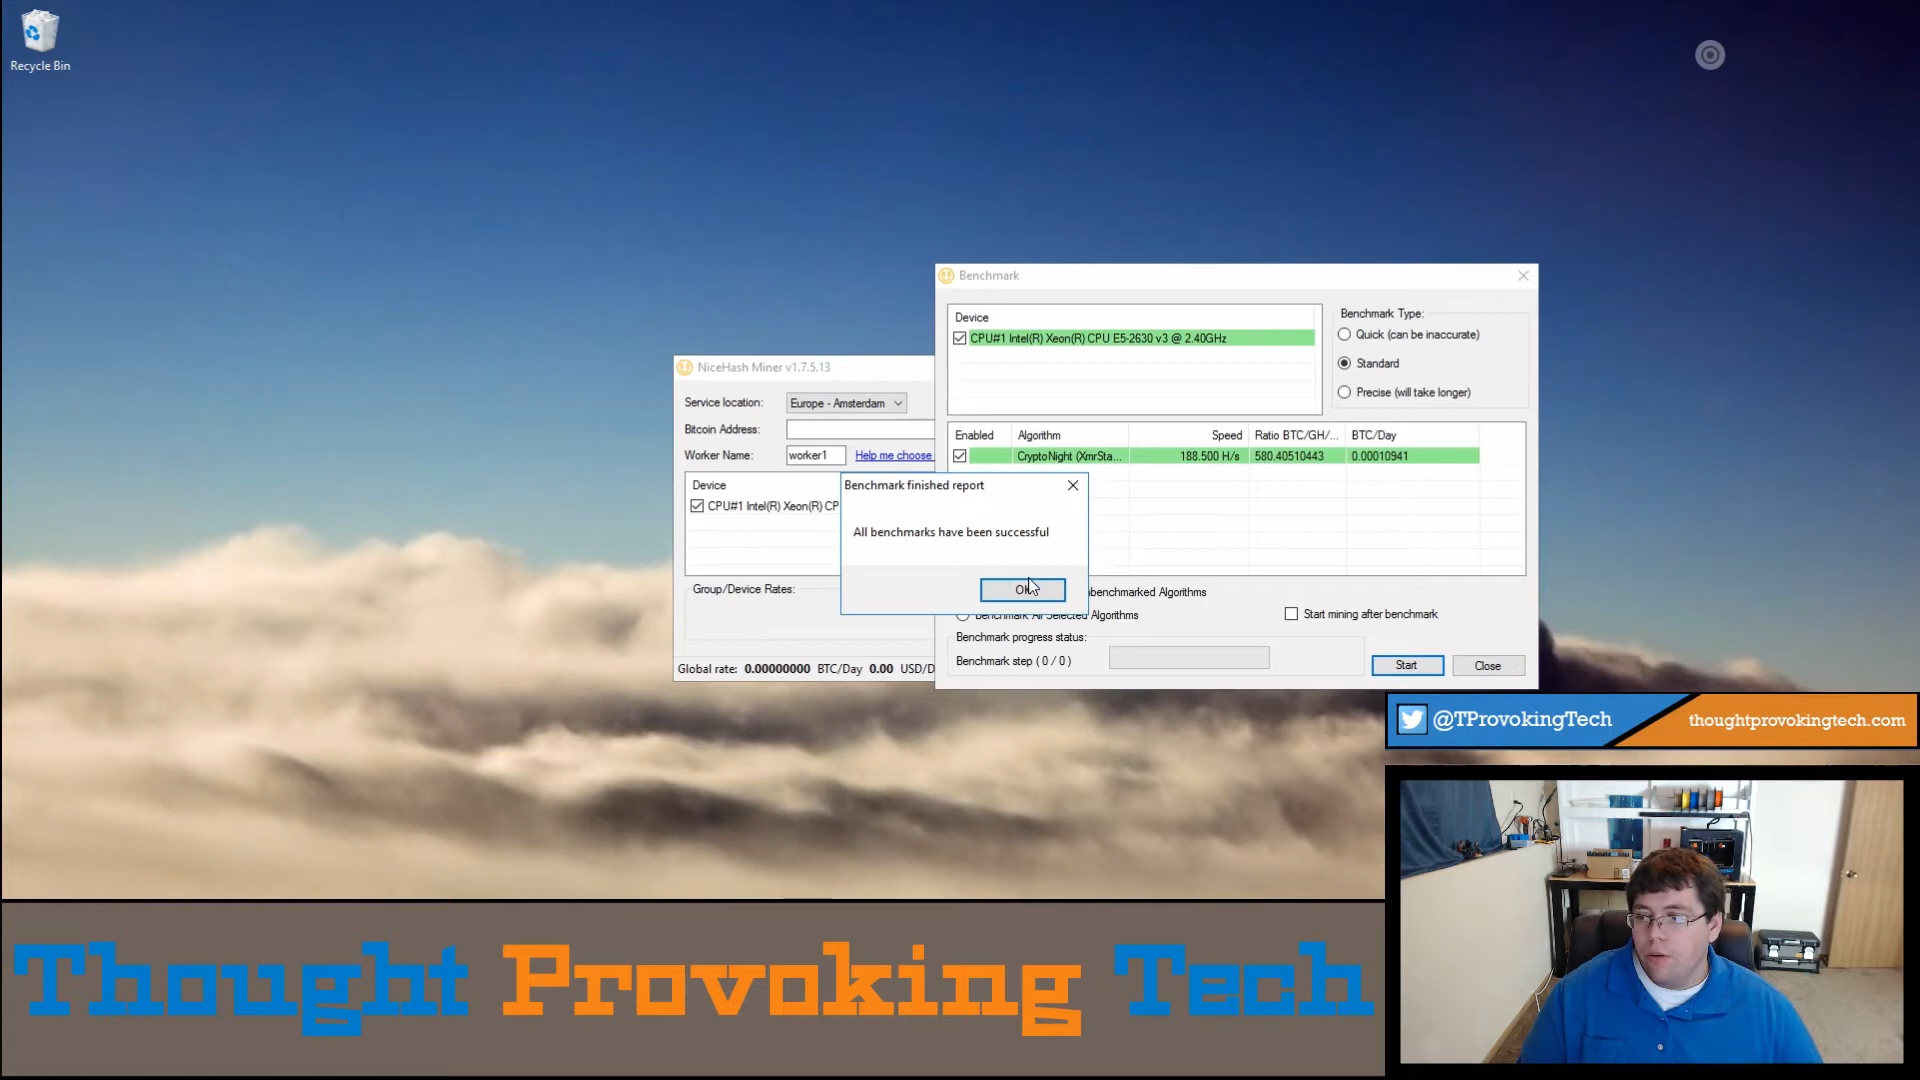 Recycle Bin
Benchmark
Device
CPU#1 Intel(R) Xeon(R) CPU E5-2630 v3 @ 2.40GHz
Benchmark Type:
Quick (can be inaccurate)
Standard
Precise (will take longer)
NiceHash Miner v1.7.5.13
Service location: Europe - Amsterdam
Bitcoin Address:
Worker Name: worker1 Help me choose
Device
CPU#1 Intel(R) Xeon(R) CP
Group/Device Rates:
Global rate: 0.00000000 BTC/Day 0.00 USD/D
Enabled Algorithm Speed Ratio BTC/GH/... BTC/Day
CryptoNight (XmrSta... 188.500 H/s 580.40510443 0.00010941
Benchmark finished report
All benchmarks have been successful
OK
nbenchmarked Algorithms
Benchmark All Selected Algorithms
Start mining after benchmark
Benchmark progress status:
Benchmark step ( 0 / 0 )
Start Close
@TProvokingTech
thoughtprovokingtech.com
Thought Provoking Tech